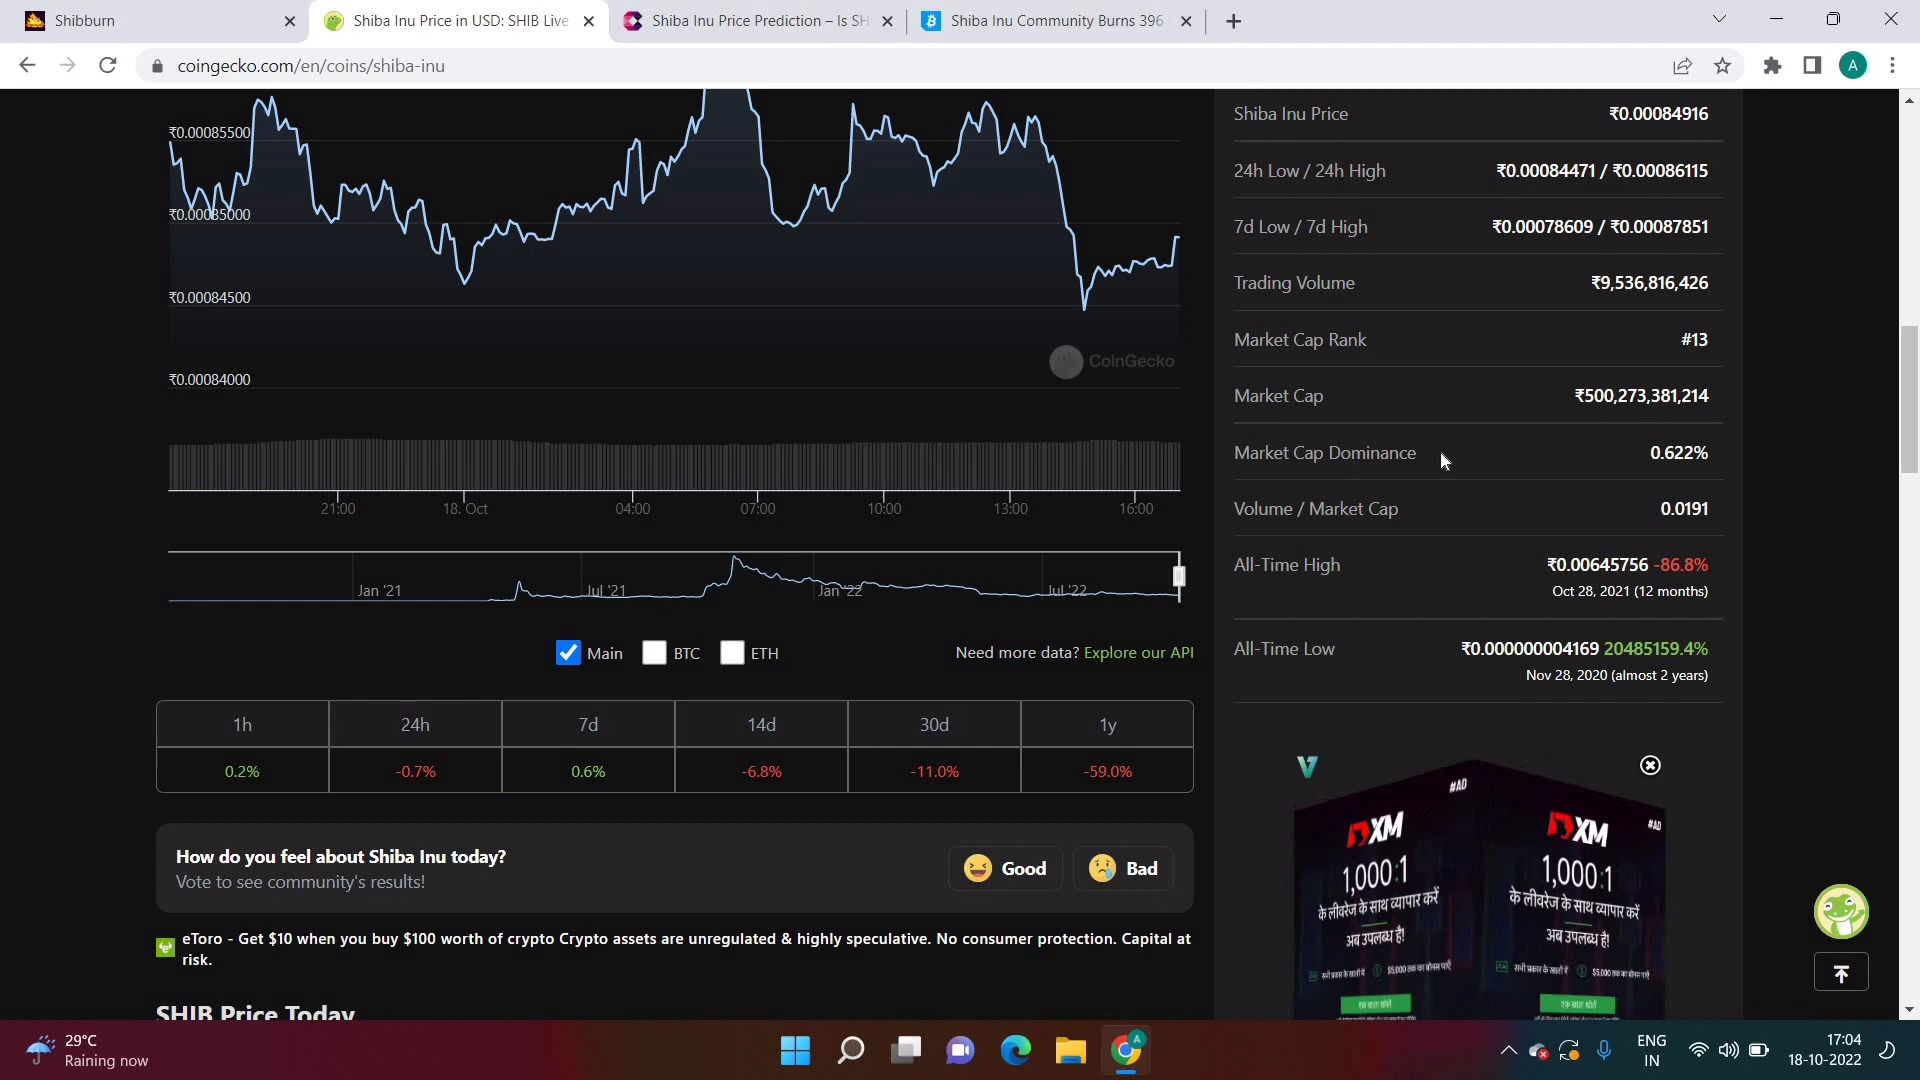 Shibburn
Shiba Inu Price in USD: SHIB Live
Shiba Inu Price Prediction – Is SH
Shiba Inu Community Burns 396
coingecko.com/en/coins/shiba-inu
A
₹0.00085500
₹0.00085000
₹0.00084500
₹0.00084000
CoinGecko
21:00
18. Oct
04:00
07:00
10:00
13:00
16:00
Jan '21
Jul '21
Jan '22
Jul '22
Main
BTC
ETH
Need more data? Explore our API
1h 24h 7d 14d 30d 1y
0.2% -0.7% 0.6% -6.8% -11.0% -59.0%
How do you feel about Shiba Inu today?
Vote to see community's results!
Good
Bad
eToro - Get $10 when you buy $100 worth of crypto Crypto assets are unregulated & highly speculative. No consumer protection. Capital at
risk.
SHIB Price Today
Shiba Inu Price ₹0.00084916
24h Low / 24h High ₹0.00084471 / ₹0.00086115
7d Low / 7d High ₹0.00078609 / ₹0.00087851
Trading Volume ₹9,536,816,426
Market Cap Rank #13
Market Cap ₹500,273,381,214
Market Cap Dominance 0.622%
Volume / Market Cap 0.0191
All-Time High ₹0.00645756 -86.8%
Oct 28, 2021 (12 months)
All-Time Low ₹0.000000004169 20485159.4%
Nov 28, 2020 (almost 2 years)
#AD
XM
1,000:1
के लीवरेज के साथ व्यापार करें
अब उपलब्ध है!
#AD
XM
1,000:1
के लीवरेज के साथ व्यापार करें
अब उपलब्ध है!
29°C
Raining now
A
ENG
IN
17:04
18-10-2022